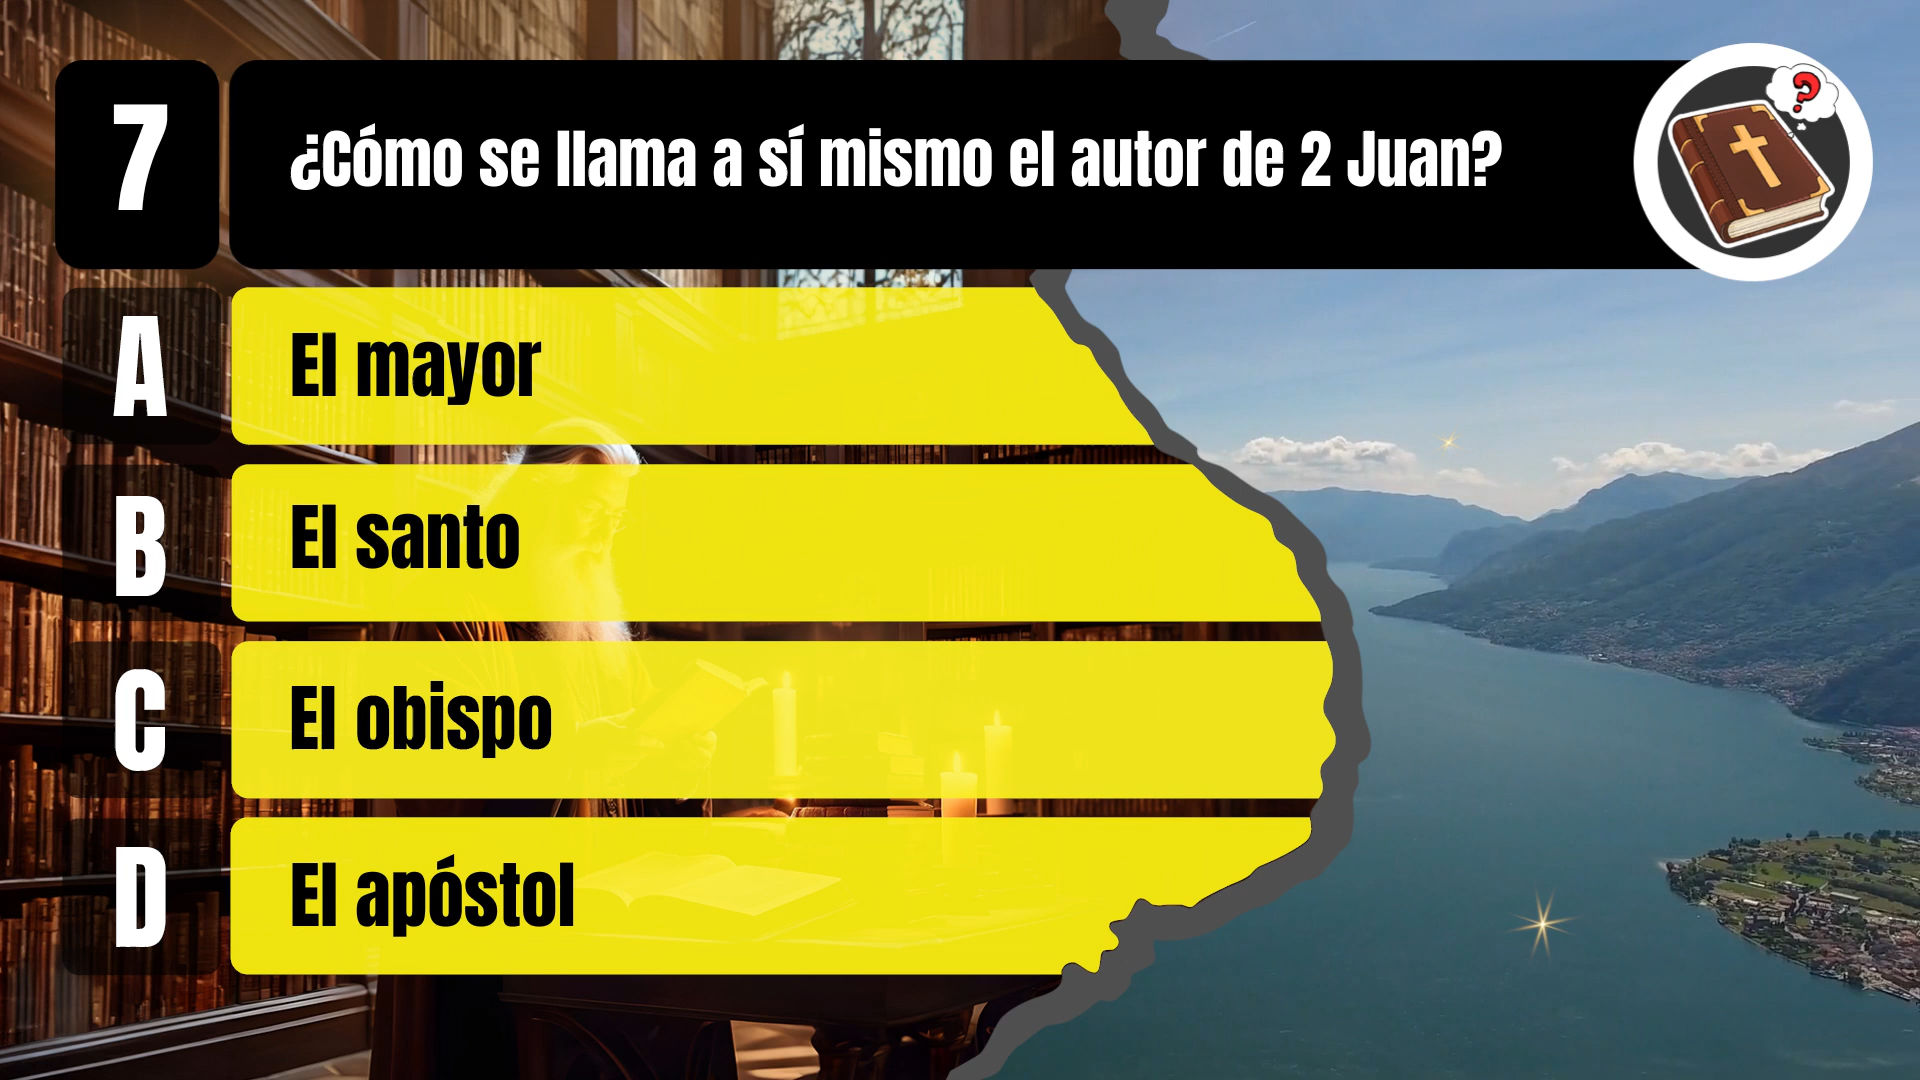 7
¿Cómo se llama a sí mismo el autor de 2 Juan?
?
A
El mayor
B
El santo
C
El obispo
D
El apóstol